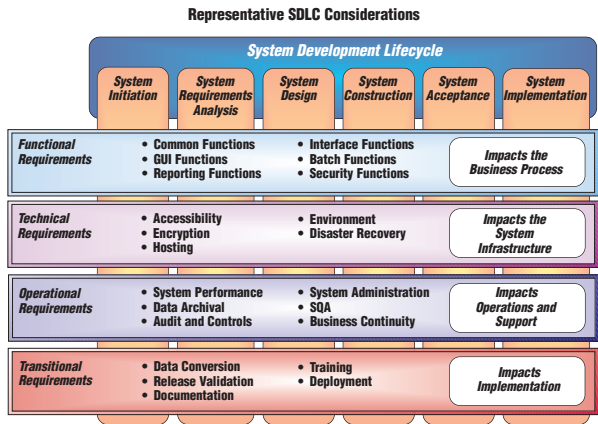 Representative SDLC Considerations
System Development Lifecycle
System
Initiation
System
Requirements
Analysis
System
Design
System
Construction
System
Acceptance
System
Implementation
Functional
Requirements
• Common Functions
• GUI Functions
• Reporting Functions
• Interface Functions
• Batch Functions
• Security Functions
Impacts the
Business Process
Technical
Requirements
• Accessibility
• Encryption
• Hosting
• Environment
• Disaster Recovery
Impacts the
System
Infrastructure
Operational
Requirements
• System Performance
• Data Archival
• Audit and Controls
• System Administration
• SQA
• Business Continuity
Impacts
Operations and
Support
Transitional
Requirements
• Data Conversion
• Release Validation
• Documentation
• Training
• Deployment
Impacts
Implementation